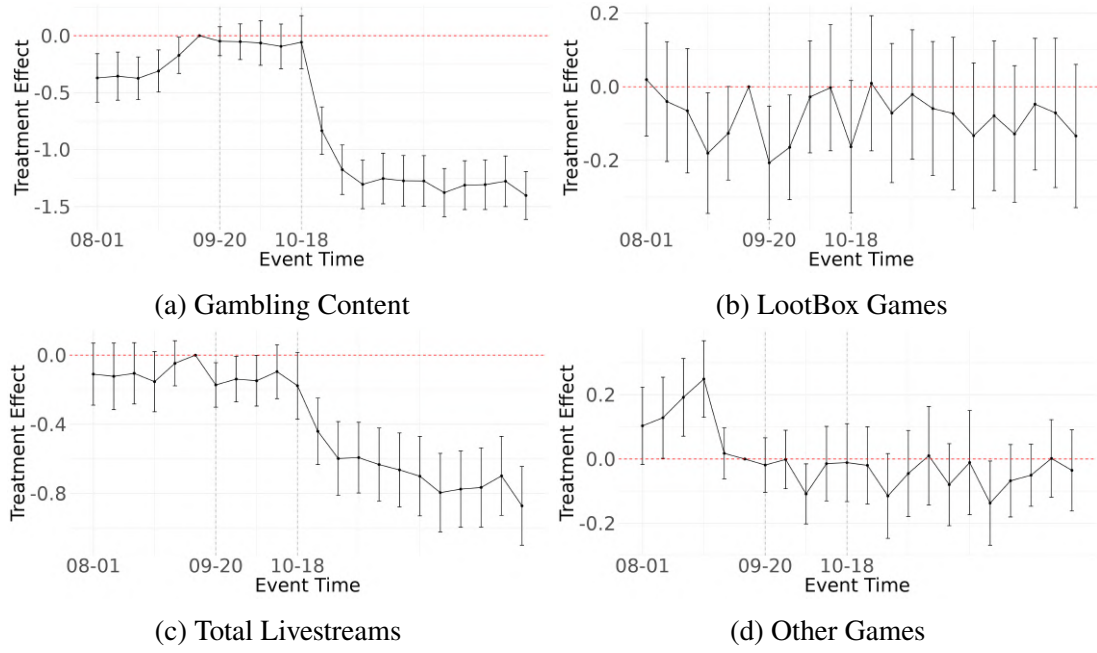 Treatment Effect
0.0
-0.5
-1.0
-1.5
08-01 09-20 10-18
Event Time
(a) Gambling Content
Treatment Effect
0.2
0.0
-0.2
08-01 09-20 10-18
Event Time
(b) LootBox Games
Treatment Effect
0.0
-0.4
-0.8
08-01 09-20 10-18
Event Time
(c) Total Livestreams
Treatment Effect
0.2
0.0
-0.2
08-01 09-20 10-18
Event Time
(d) Other Games